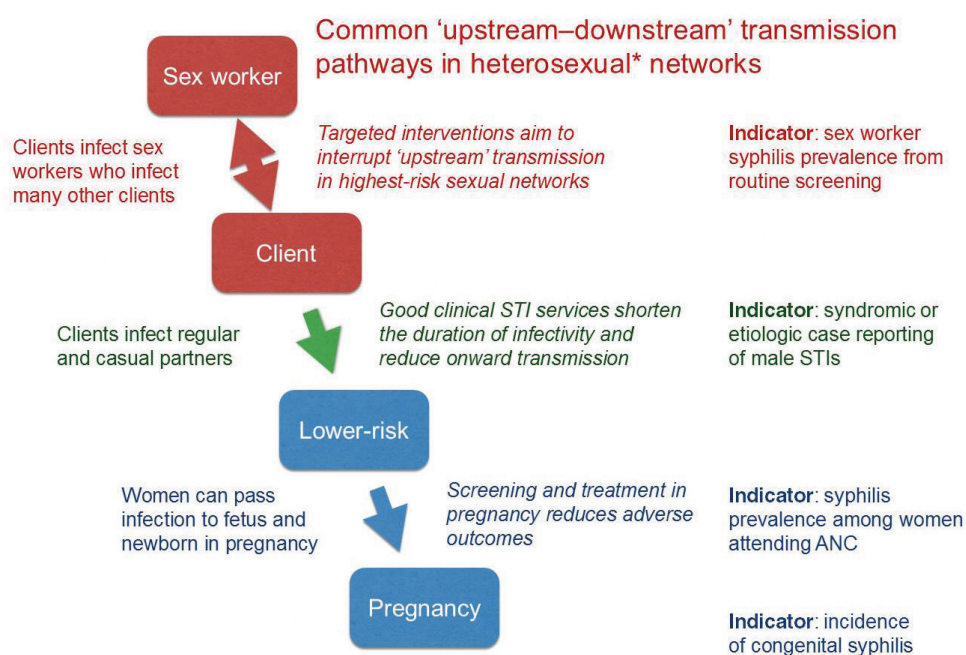 Common ‘upstream–downstream’ transmission
pathways in heterosexual* networks
Sex worker
Clients infect sex
workers who infect
many other clients
Targeted interventions aim to
interrupt ‘upstream’ transmission
in highest-risk sexual networks
Indicator: sex worker
syphilis prevalence from
routine screening
Client
Clients infect regular
and casual partners
Good clinical STI services shorten
the duration of infectivity and
reduce onward transmission
Indicator: syndromic or
etiologic case reporting
of male STIs
Lower-risk
Women can pass
infection to fetus and
newborn in pregnancy
Screening and treatment in
pregnancy reduces adverse
outcomes
Indicator: syphilis
prevalence among women
attending ANC
Pregnancy
Indicator: incidence
of congenital syphilis